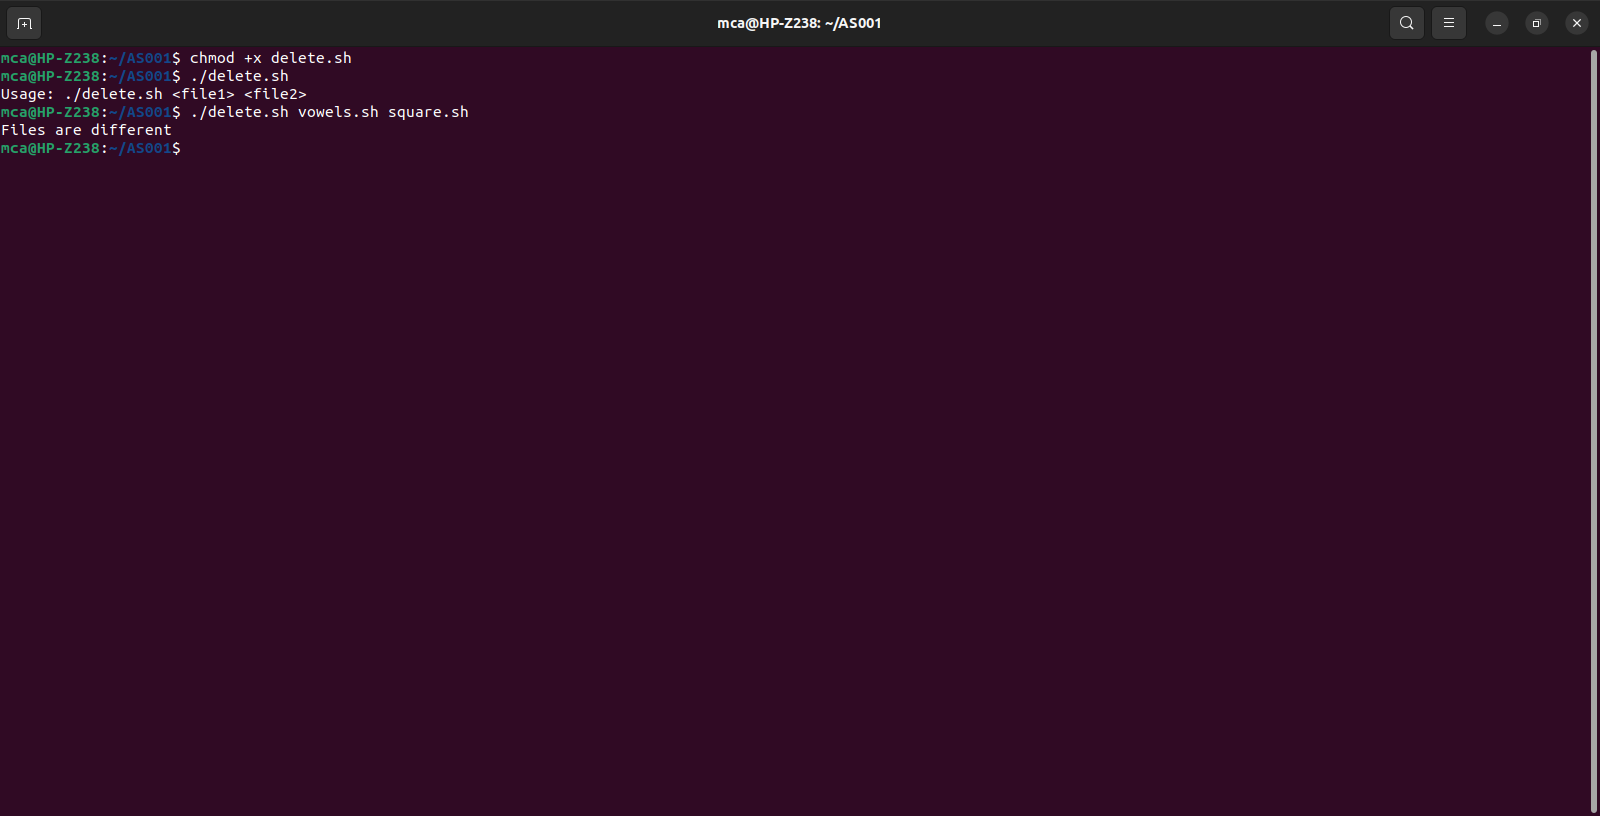 mca@HP-Z238: ~/AS001
mca@HP-Z238:~/AS001$ chmod +x delete.sh
mca@HP-Z238:~/AS001$ ./delete.sh
Usage: ./delete.sh <file1> <file2>
mca@HP-Z238:~/AS001$ ./delete.sh vowels.sh square.sh
Files are different
mca@HP-Z238:~/AS001$